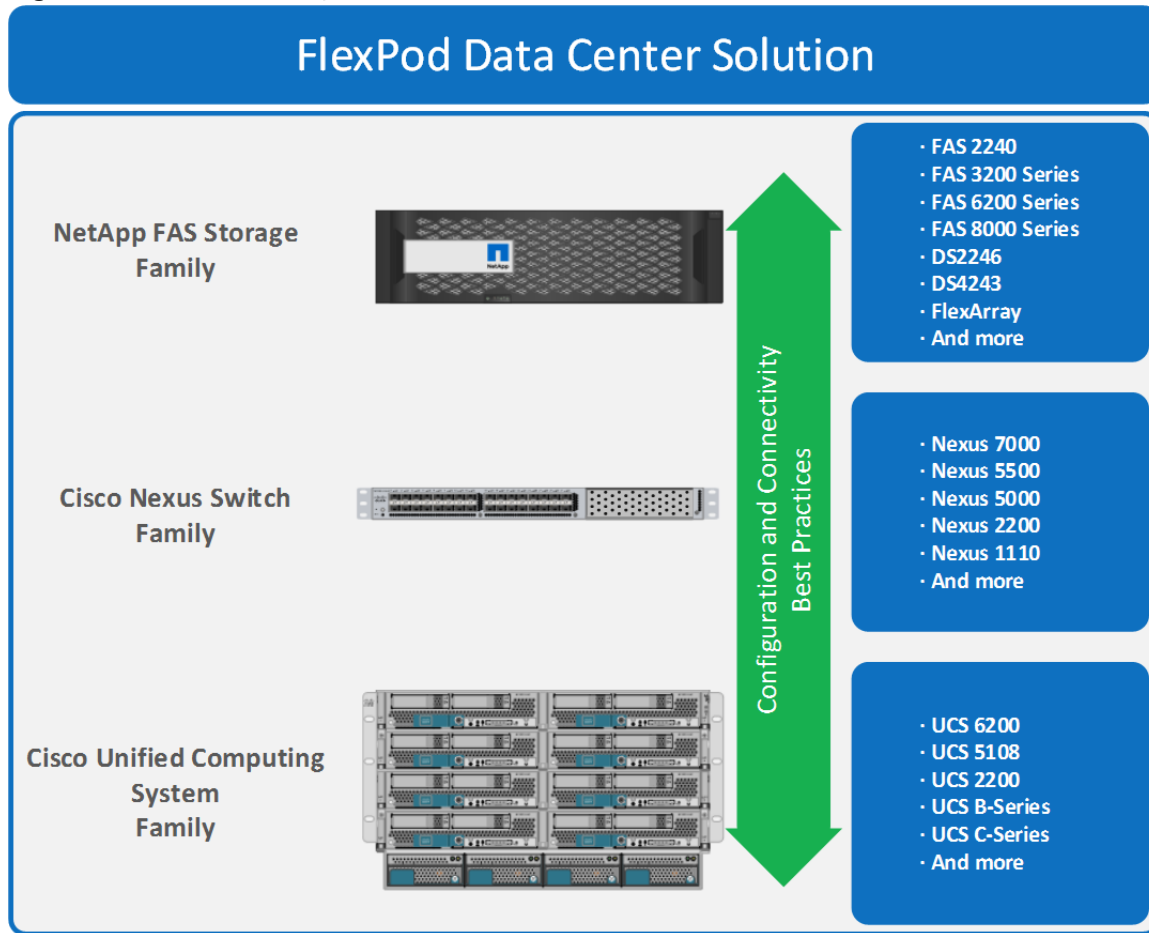 FlexPod Data Center Solution
NetApp FAS Storage
Family
NetApp
· FAS 2240
· FAS 3200 Series
· FAS 6200 Series
· FAS 8000 Series
· DS2246
· DS4243
· FlexArray
· And more
Configuration and Connectivity
Best Practices
Cisco Nexus Switch
Family
· Nexus 7000
· Nexus 5500
· Nexus 5000
· Nexus 2200
· Nexus 1110
· And more
Cisco Unified Computing
System
Family
· UCS 6200
· UCS 5108
· UCS 2200
· UCS B-Series
· UCS C-Series
· And more